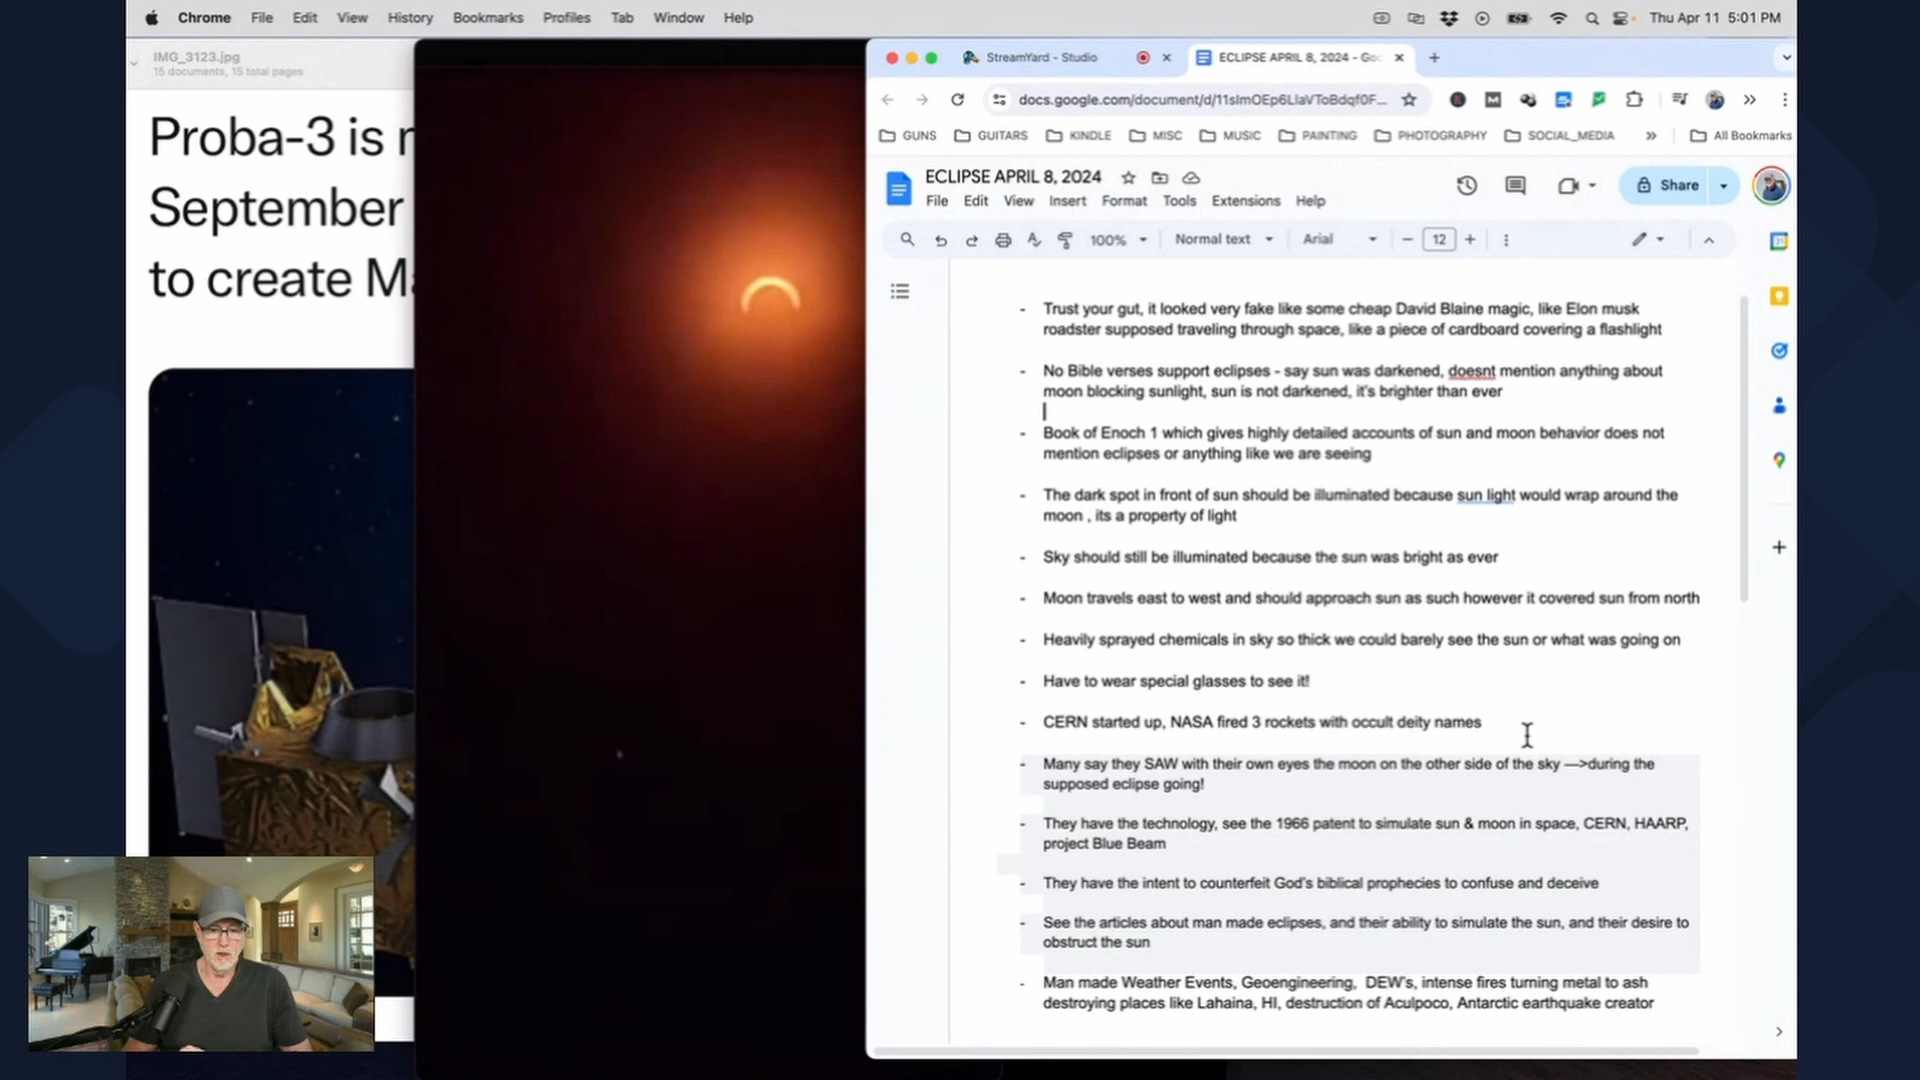 Chrome File Edit View History Bookmarks Profiles Tab Window Help
Thu Apr 11 5:01 PM
IMG_3123.jpg
15 documents, 15 total pages
Proba-3 is
September
to create
StreamYard - Studio
ECLIPSE APRIL 8, 2024 - Goo
docs.google.com/document/d/11slmOEp6LlaVToBdqf0F...
GUNS GUITARS KINDLE MISC MUSIC PAINTING PHOTOGRAPHY SOCIAL_MEDIA » All Bookmarks
ECLIPSE APRIL 8, 2024
Share
File Edit View Insert Format Tools Extensions Help
100% Normal text Arial − 12 +
- Trust your gut, it looked very fake like some cheap David Blaine magic, like Elon musk
roadster supposed traveling through space, like a piece of cardboard covering a flashlight
- No Bible verses support eclipses - say sun was darkened, doesnt mention anything about
moon blocking sunlight, sun is not darkened, it's brighter than ever
- Book of Enoch 1 which gives highly detailed accounts of sun and moon behavior does not
mention eclipses or anything like we are seeing
- The dark spot in front of sun should be illuminated because sun light would wrap around the
moon , its a property of light
- Sky should still be illuminated because the sun was bright as ever
- Moon travels east to west and should approach sun as such however it covered sun from north
- Heavily sprayed chemicals in sky so thick we could barely see the sun or what was going on
- Have to wear special glasses to see it!
- CERN started up, NASA fired 3 rockets with occult deity names
- Many say they SAW with their own eyes the moon on the other side of the sky —>during the
supposed eclipse going!
- They have the technology, see the 1966 patent to simulate sun & moon in space, CERN, HAARP,
project Blue Beam
- They have the intent to counterfeit God's biblical prophecies to confuse and deceive
- See the articles about man made eclipses, and their ability to simulate the sun, and their desire to
obstruct the sun
- Man made Weather Events, Geoengineering, DEW's, intense fires turning metal to ash
destroying places like Lahaina, HI, destruction of Aculpoco, Antarctic earthquake creator